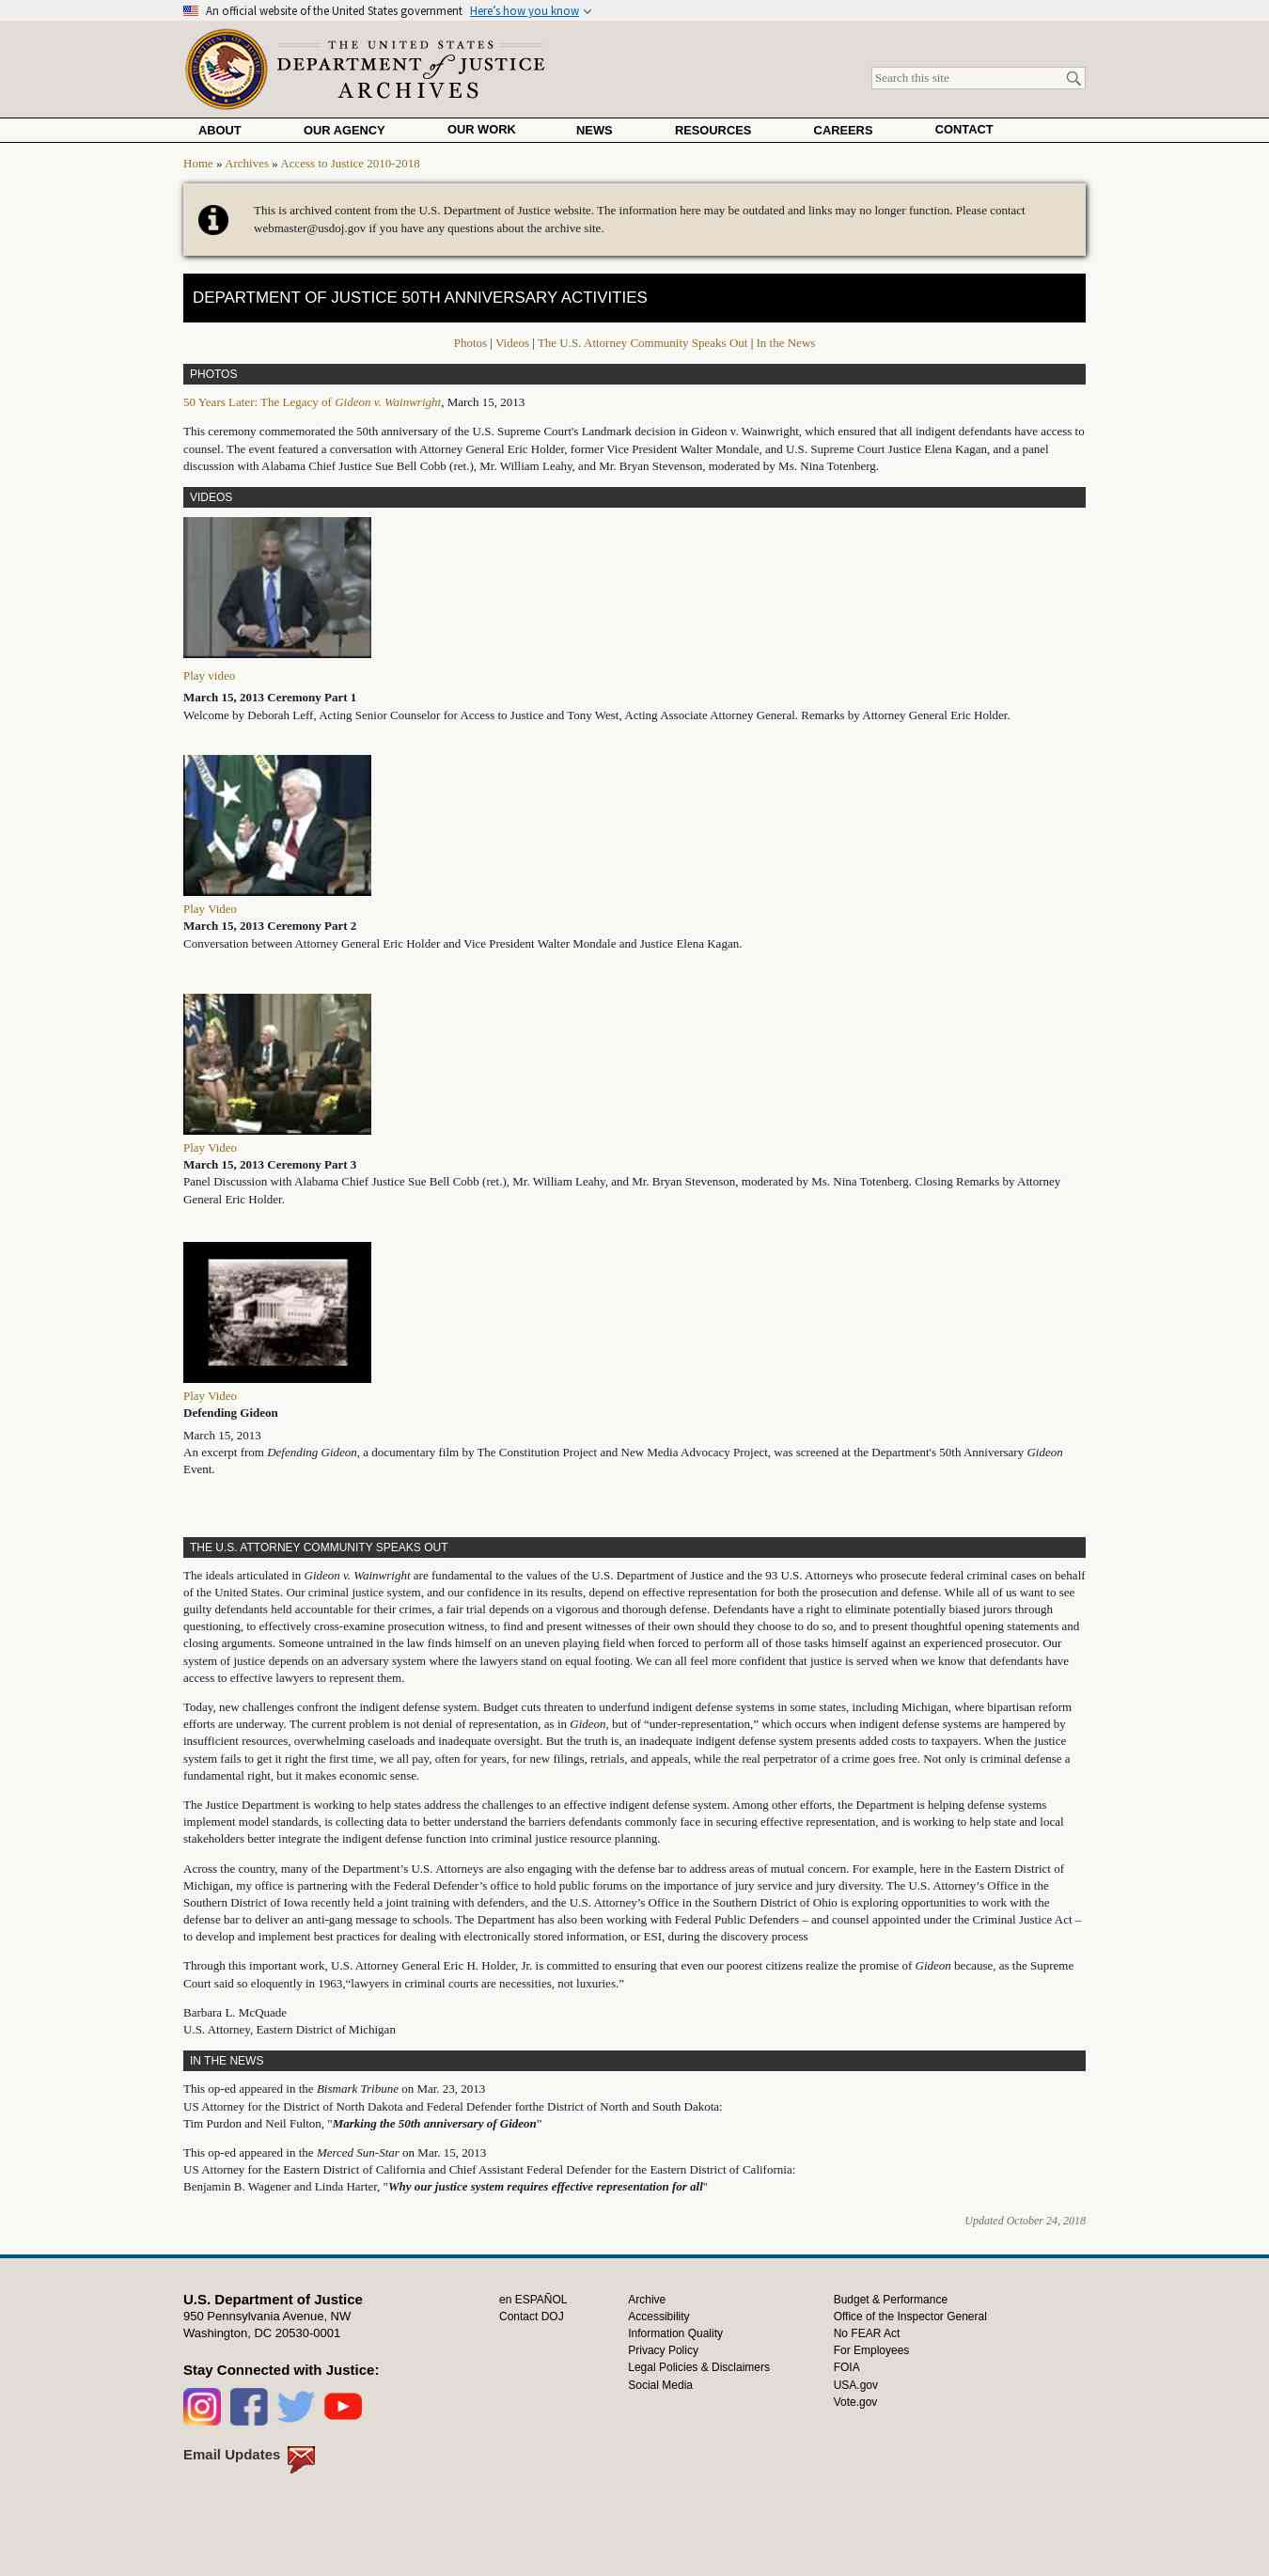 An official website of the United States government Here’s how you know
THE UNITED STATES
DEPARTMENT of JUSTICE
ARCHIVES
Search this site
ABOUT OUR AGENCY OUR WORK NEWS RESOURCES CAREERS CONTACT
Home » Archives » Access to Justice 2010-2018
This is archived content from the U.S. Department of Justice website. The information here may be outdated and links may no longer function. Please contact
webmaster@usdoj.gov if you have any questions about the archive site.
DEPARTMENT OF JUSTICE 50TH ANNIVERSARY ACTIVITIES
Photos | Videos | The U.S. Attorney Community Speaks Out | In the News
PHOTOS
50 Years Later: The Legacy of Gideon v. Wainwright, March 15, 2013
This ceremony commemorated the 50th anniversary of the U.S. Supreme Court's Landmark decision in Gideon v. Wainwright, which ensured that all indigent defendants have access to
counsel. The event featured a conversation with Attorney General Eric Holder, former Vice President Walter Mondale, and U.S. Supreme Court Justice Elena Kagan, and a panel
discussion with Alabama Chief Justice Sue Bell Cobb (ret.), Mr. William Leahy, and Mr. Bryan Stevenson, moderated by Ms. Nina Totenberg.
VIDEOS
Play video
March 15, 2013 Ceremony Part 1
Welcome by Deborah Leff, Acting Senior Counselor for Access to Justice and Tony West, Acting Associate Attorney General. Remarks by Attorney General Eric Holder.
Play Video
March 15, 2013 Ceremony Part 2
Conversation between Attorney General Eric Holder and Vice President Walter Mondale and Justice Elena Kagan.
Play Video
March 15, 2013 Ceremony Part 3
Panel Discussion with Alabama Chief Justice Sue Bell Cobb (ret.), Mr. William Leahy, and Mr. Bryan Stevenson, moderated by Ms. Nina Totenberg. Closing Remarks by Attorney
General Eric Holder.
Play Video
Defending Gideon
March 15, 2013
An excerpt from Defending Gideon, a documentary film by The Constitution Project and New Media Advocacy Project, was screened at the Department's 50th Anniversary Gideon
Event.
THE U.S. ATTORNEY COMMUNITY SPEAKS OUT
The ideals articulated in Gideon v. Wainwright are fundamental to the values of the U.S. Department of Justice and the 93 U.S. Attorneys who prosecute federal criminal cases on behalf
of the United States. Our criminal justice system, and our confidence in its results, depend on effective representation for both the prosecution and defense. While all of us want to see
guilty defendants held accountable for their crimes, a fair trial depends on a vigorous and thorough defense. Defendants have a right to eliminate potentially biased jurors through
questioning, to effectively cross-examine prosecution witness, to find and present witnesses of their own should they choose to do so, and to present thoughtful opening statements and
closing arguments. Someone untrained in the law finds himself on an uneven playing field when forced to perform all of those tasks himself against an experienced prosecutor. Our
system of justice depends on an adversary system where the lawyers stand on equal footing. We can all feel more confident that justice is served when we know that defendants have
access to effective lawyers to represent them.
Today, new challenges confront the indigent defense system. Budget cuts threaten to underfund indigent defense systems in some states, including Michigan, where bipartisan reform
efforts are underway. The current problem is not denial of representation, as in Gideon, but of “under-representation,” which occurs when indigent defense systems are hampered by
insufficient resources, overwhelming caseloads and inadequate oversight. But the truth is, an inadequate indigent defense system presents added costs to taxpayers. When the justice
system fails to get it right the first time, we all pay, often for years, for new filings, retrials, and appeals, while the real perpetrator of a crime goes free. Not only is criminal defense a
fundamental right, but it makes economic sense.
The Justice Department is working to help states address the challenges to an effective indigent defense system. Among other efforts, the Department is helping defense systems
implement model standards, is collecting data to better understand the barriers defendants commonly face in securing effective representation, and is working to help state and local
stakeholders better integrate the indigent defense function into criminal justice resource planning.
Across the country, many of the Department’s U.S. Attorneys are also engaging with the defense bar to address areas of mutual concern. For example, here in the Eastern District of
Michigan, my office is partnering with the Federal Defender’s office to hold public forums on the importance of jury service and jury diversity. The U.S. Attorney’s Office in the
Southern District of Iowa recently held a joint training with defenders, and the U.S. Attorney’s Office in the Southern District of Ohio is exploring opportunities to work with the
defense bar to deliver an anti-gang message to schools. The Department has also been working with Federal Public Defenders – and counsel appointed under the Criminal Justice Act –
to develop and implement best practices for dealing with electronically stored information, or ESI, during the discovery process
Through this important work, U.S. Attorney General Eric H. Holder, Jr. is committed to ensuring that even our poorest citizens realize the promise of Gideon because, as the Supreme
Court said so eloquently in 1963,“lawyers in criminal courts are necessities, not luxuries.”
Barbara L. McQuade
U.S. Attorney, Eastern District of Michigan
IN THE NEWS
This op-ed appeared in the Bismark Tribune on Mar. 23, 2013
US Attorney for the District of North Dakota and Federal Defender forthe District of North and South Dakota:
Tim Purdon and Neil Fulton, "Marking the 50th anniversary of Gideon"
This op-ed appeared in the Merced Sun-Star on Mar. 15, 2013
US Attorney for the Eastern District of California and Chief Assistant Federal Defender for the Eastern District of California:
Benjamin B. Wagener and Linda Harter, "Why our justice system requires effective representation for all"
Updated October 24, 2018
U.S. Department of Justice
950 Pennsylvania Avenue, NW
Washington, DC 20530-0001
Stay Connected with Justice:
Email Updates
en ESPAÑOL
Contact DOJ
Archive
Accessibility
Information Quality
Privacy Policy
Legal Policies & Disclaimers
Social Media
Budget & Performance
Office of the Inspector General
No FEAR Act
For Employees
FOIA
USA.gov
Vote.gov